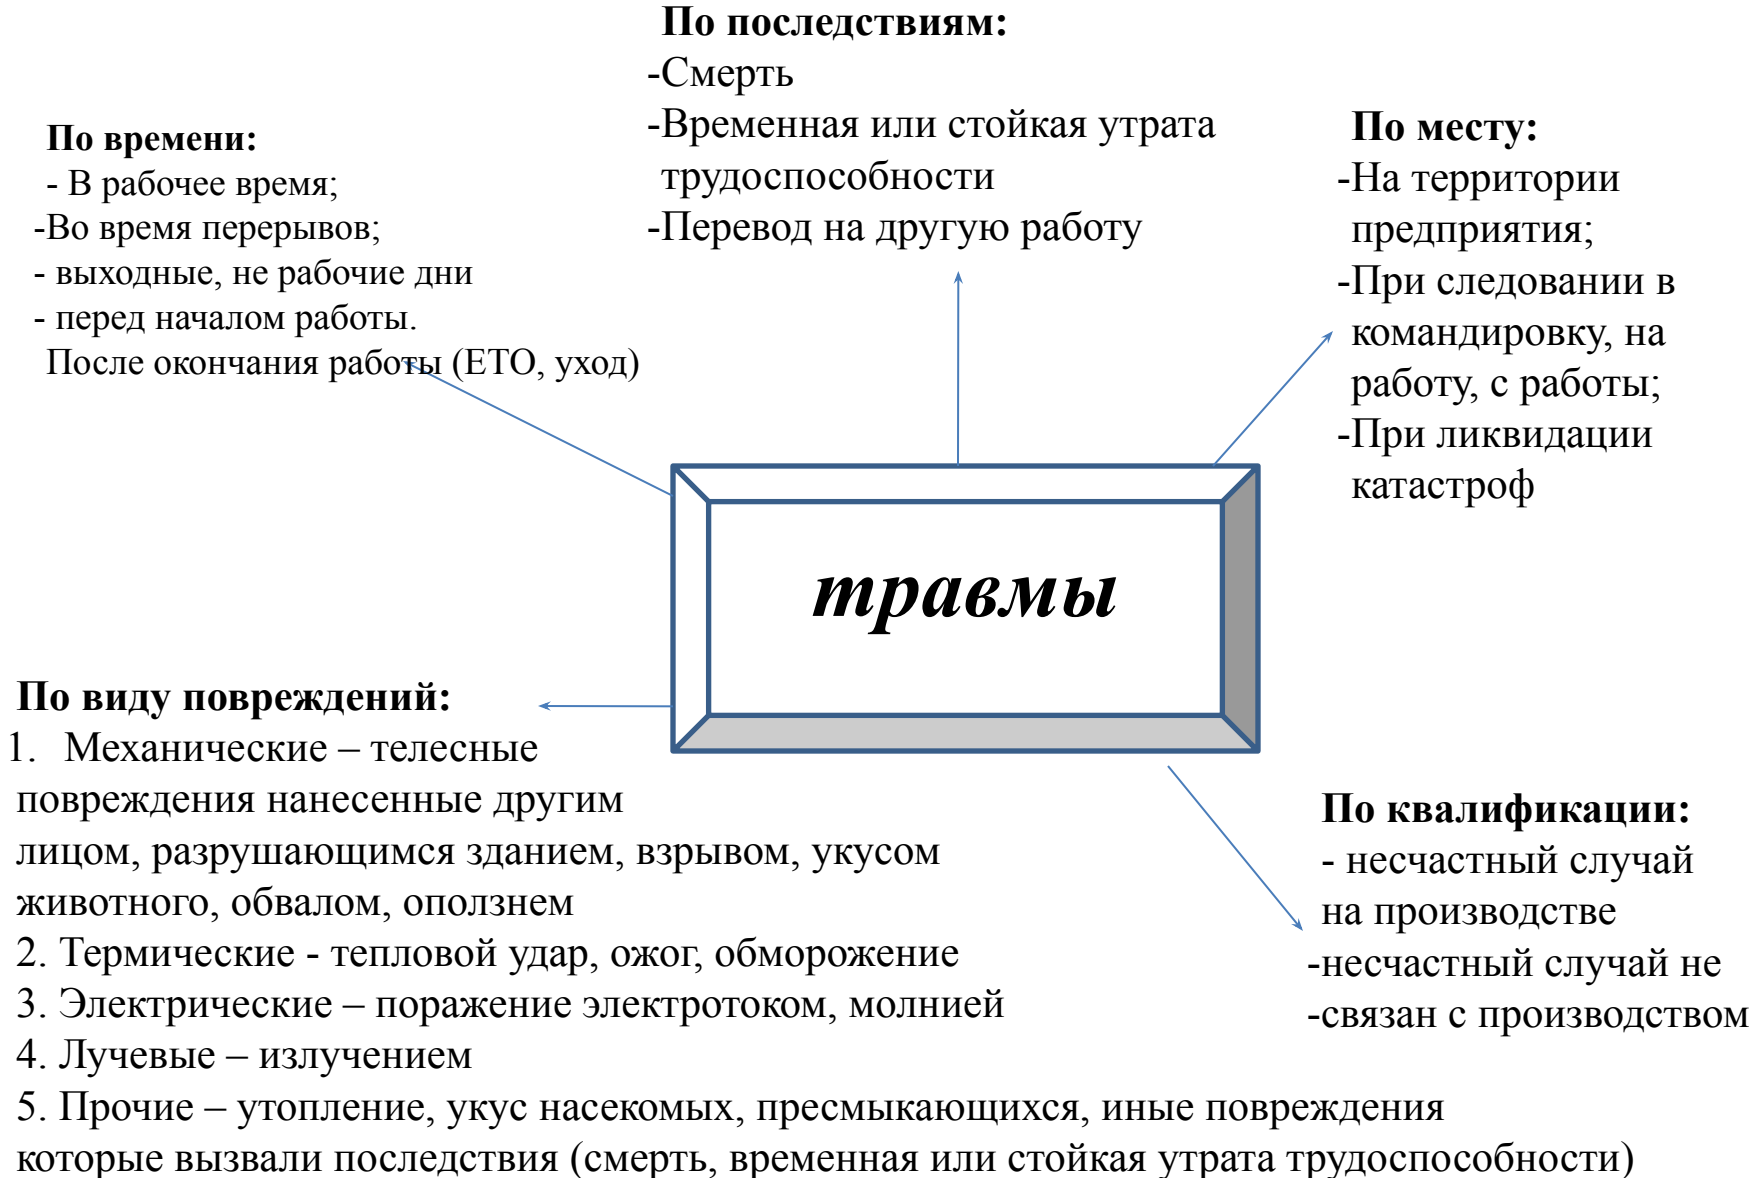 По последствиям:
-Смерть
-Временная или стойкая утрата
трудоспособности
-Перевод на другую работу
По времени:
- В рабочее время;
-Во время перерывов;
- выходные, не рабочие дни
- перед началом работы.
После окончания работы (ЕТО, уход)
По месту:
-На территории
предприятия;
-При следовании в
командировку, на
работу, с работы;
-При ликвидации
катастроф
травмы
По виду повреждений:
1. Механические – телесные
повреждения нанесенные другим
лицом, разрушающимся зданием, взрывом, укусом
животного, обвалом, оползнем
2. Термические - тепловой удар, ожог, обморожение
3. Электрические – поражение электротоком, молнией
4. Лучевые – излучением
5. Прочие – утопление, укус насекомых, пресмыкающихся, иные повреждения
которые вызвали последствия (смерть, временная или стойкая утрата трудоспособности)
По квалификации:
- несчастный случай
на производстве
-несчастный случай не
-связан с производством